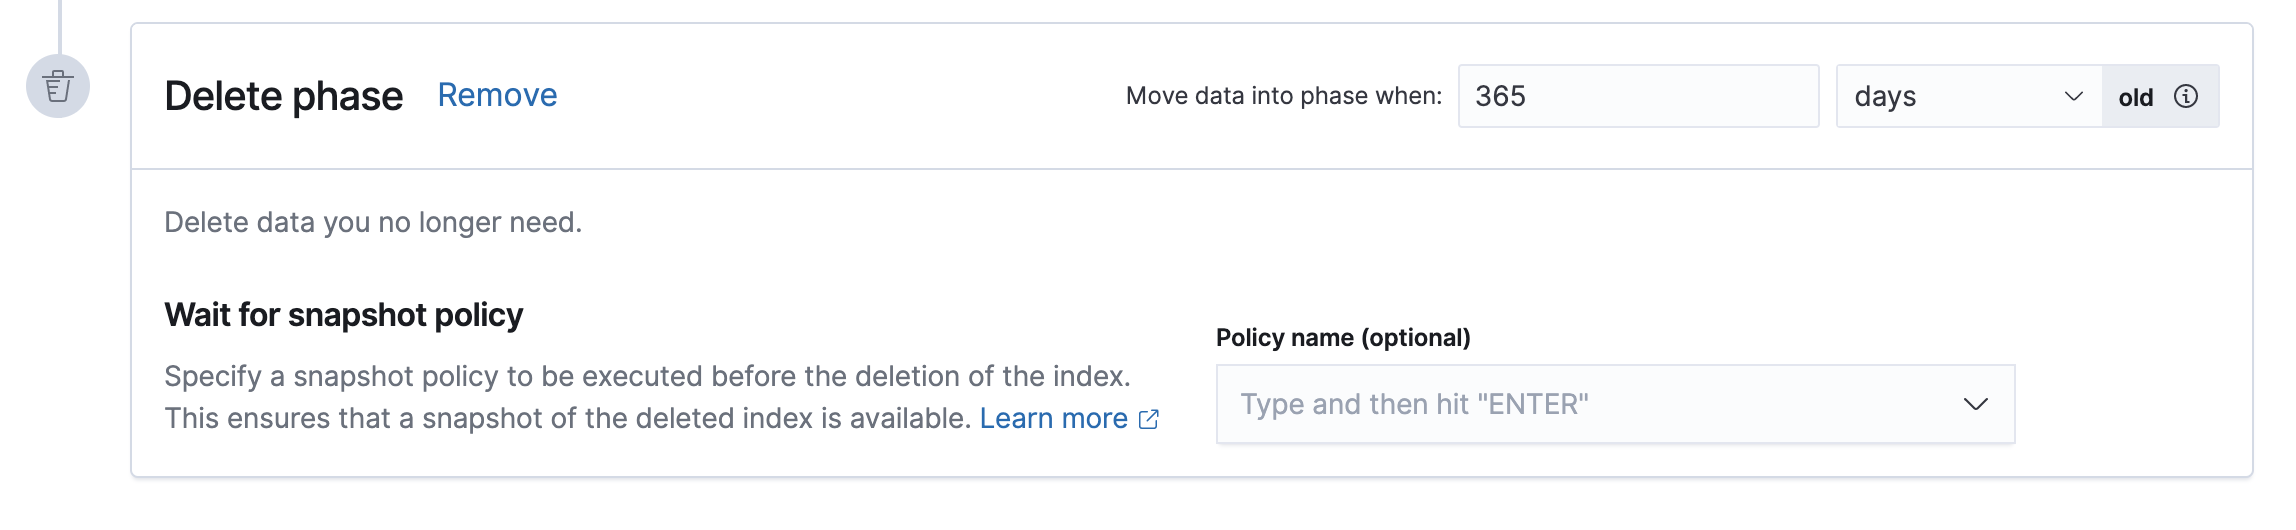 Delete phase Remove Move data into phase when: 365 days old
Delete data you no longer need.
Wait for snapshot policy
Specify a snapshot policy to be executed before the deletion of the index.
This ensures that a snapshot of the deleted index is available. Learn more
Policy name (optional)
Type and then hit "ENTER"